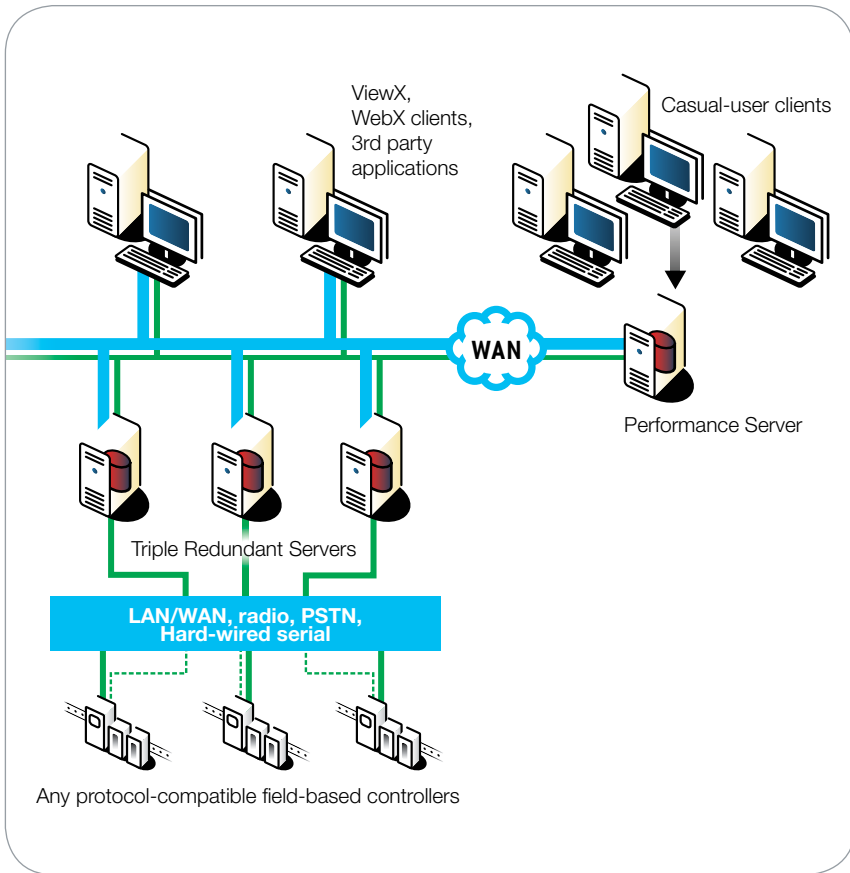 ViewX,
WebX clients,
3rd party
applications
Casual-user clients
WAN
Performance Server
Triple Redundant Servers
LAN/WAN, radio, PSTN,
Hard-wired serial
Any protocol-compatible field-based controllers